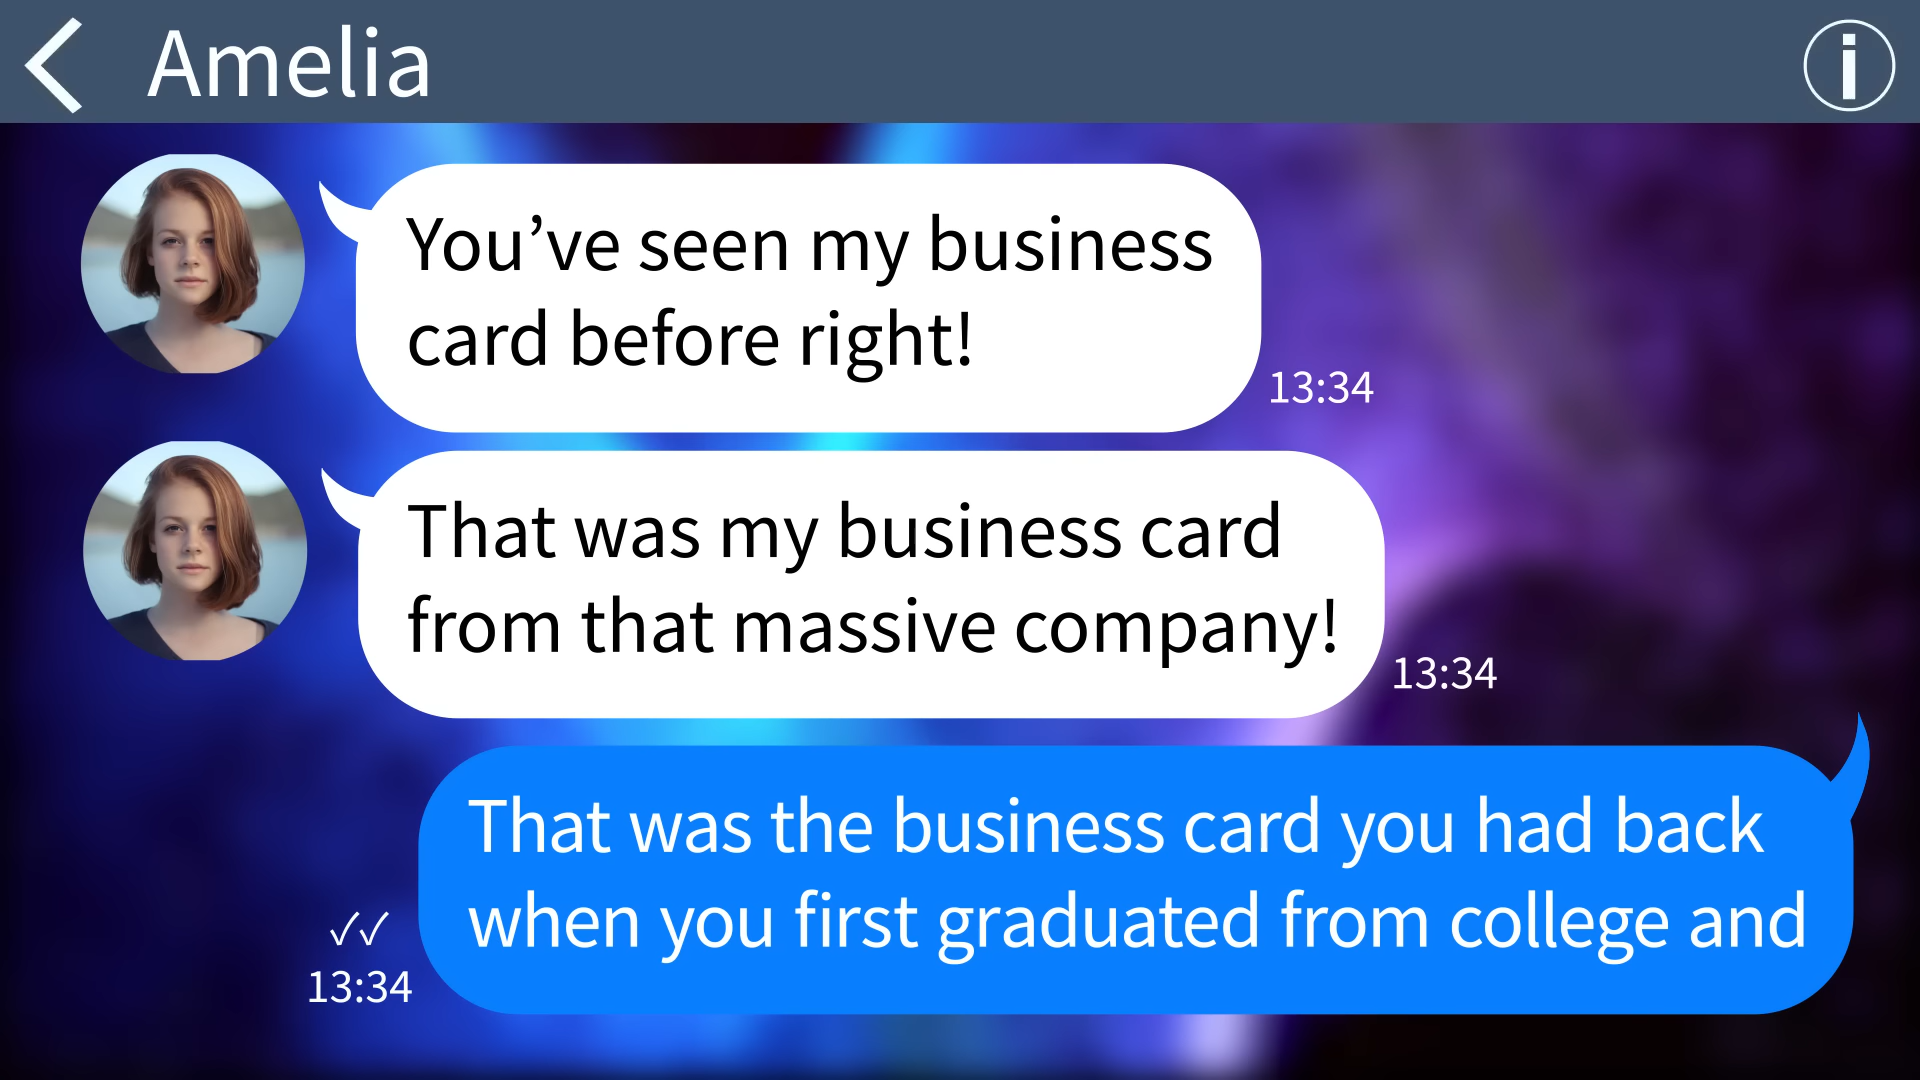 Amelia
You’ve seen my business
card before right!
13:34
That was my business card
from that massive company!
13:34
That was the business card you had back
when you first graduated from college and
✓✓
13:34